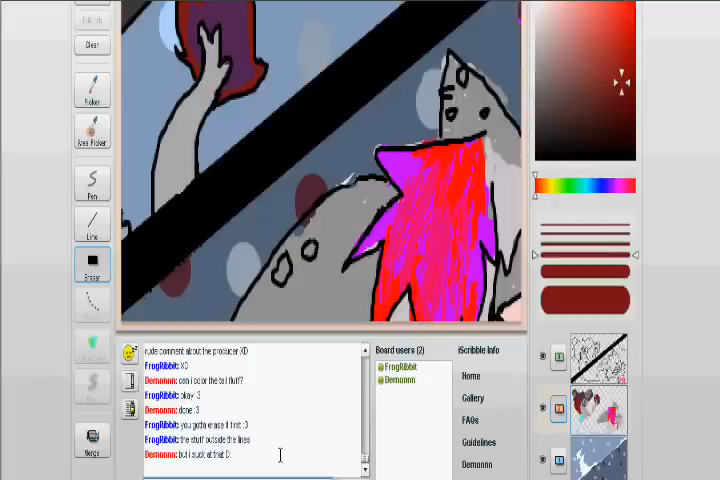 Publish
Clear
Picker
Area Picker
Pen
Line
Eraser
Merge
rude comment about the producer XD
FrogRibbit: XD
Demonnn: can i color the tail fluff?
FrogRibbit: okay :3
Demonnn: done :3
FrogRibbit: you gotta erase it first :3
FrogRibbit: the stuff outside the lines
Demonnn: but i suck at that D:
Board users (2)
FrogRibbit
Demonnn
iScribble Info
Home
Gallery
FAQs
Guidelines
Demonnn